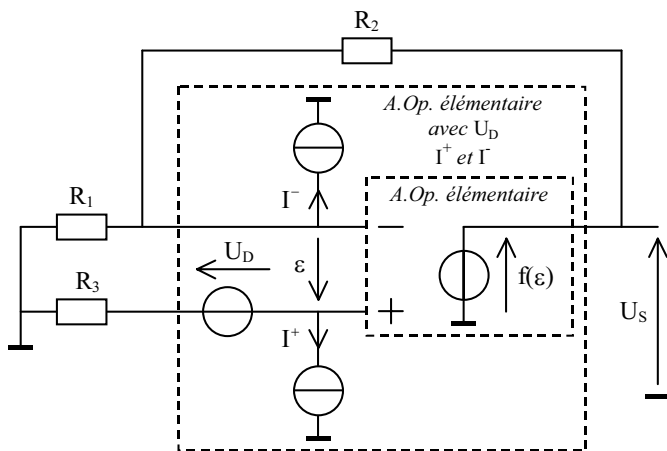 R2
A.Op. élémentaire
avec UD
I+ et I-
A.Op. élémentaire
I−
R1
−
UD
ε
f(ε)
R3
+
US
I+